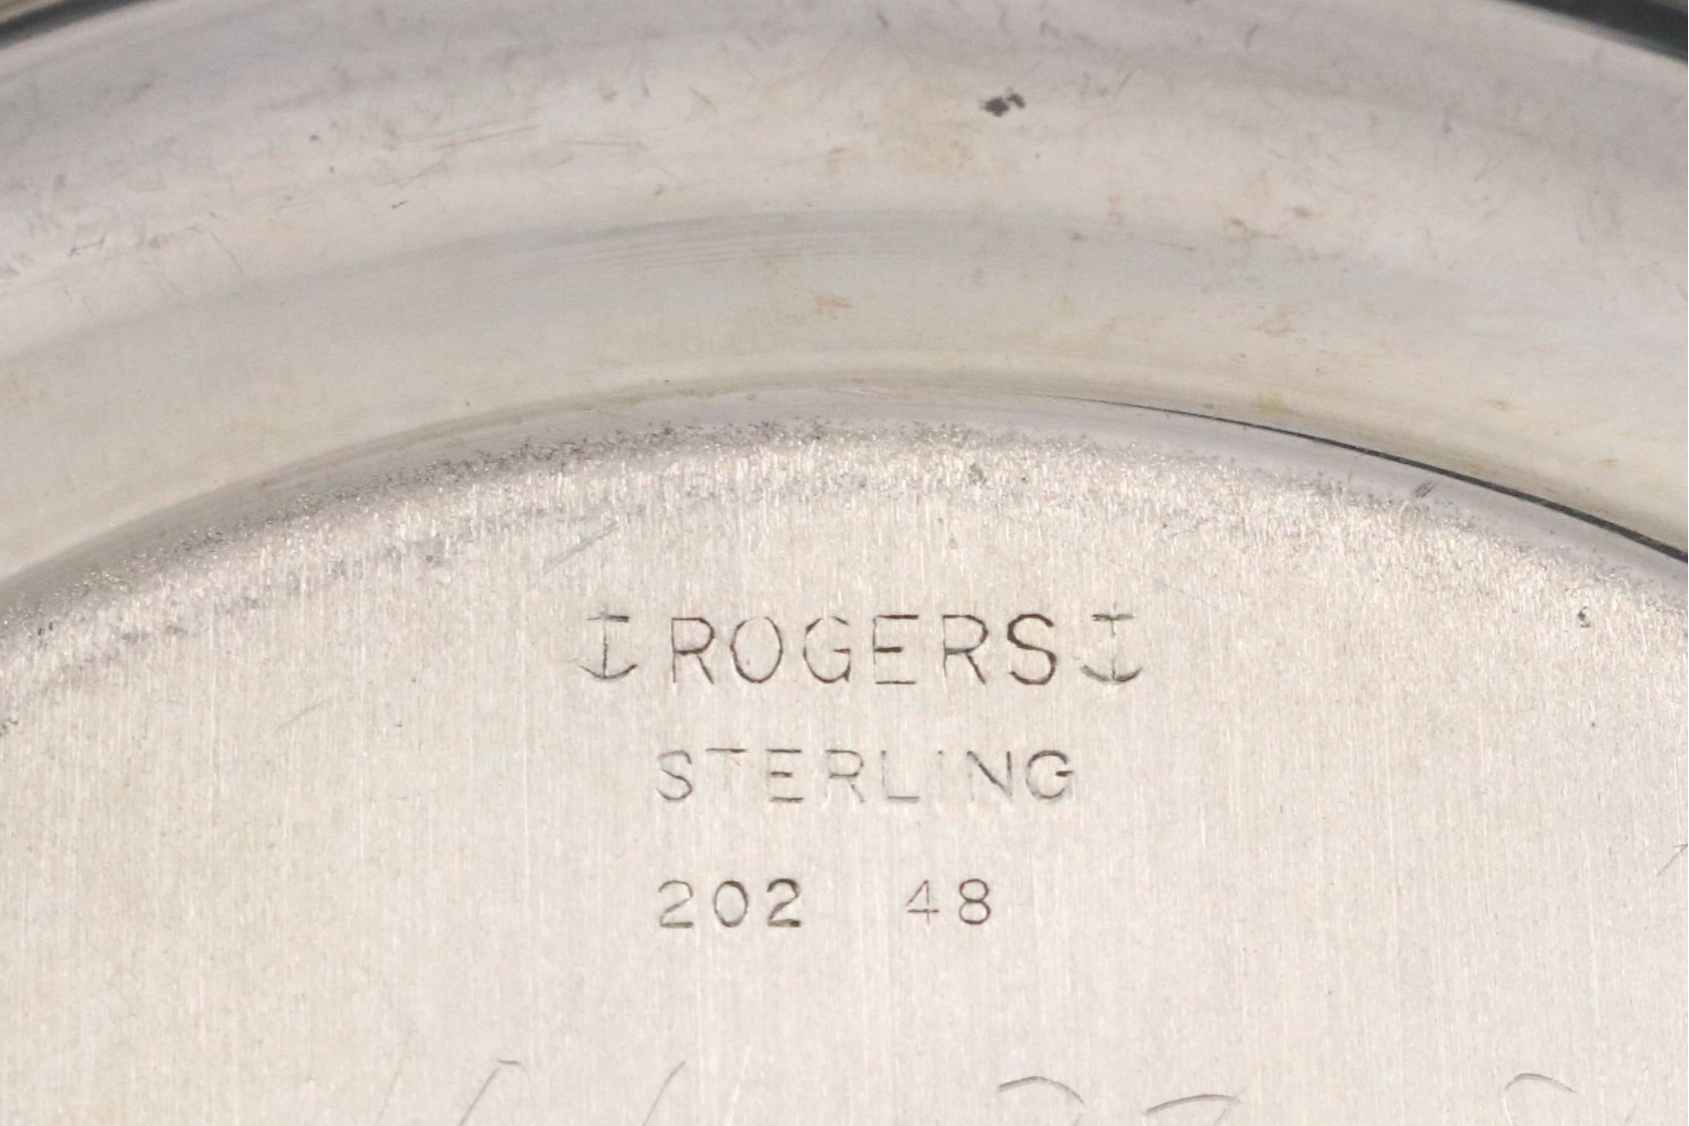 ⚓ROGERS⚓
STERLING
202 48